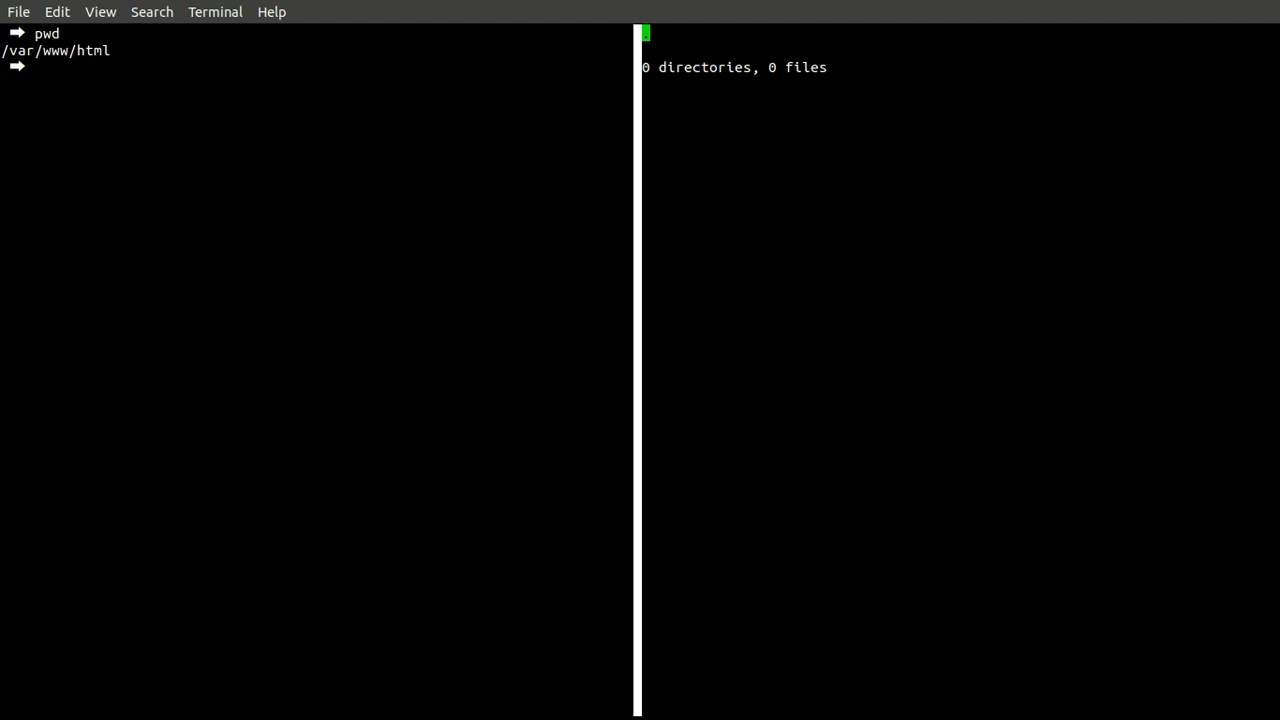 File Edit View Search Terminal Help
➡ pwd
/var/www/html
➡
.
0 directories, 0 files